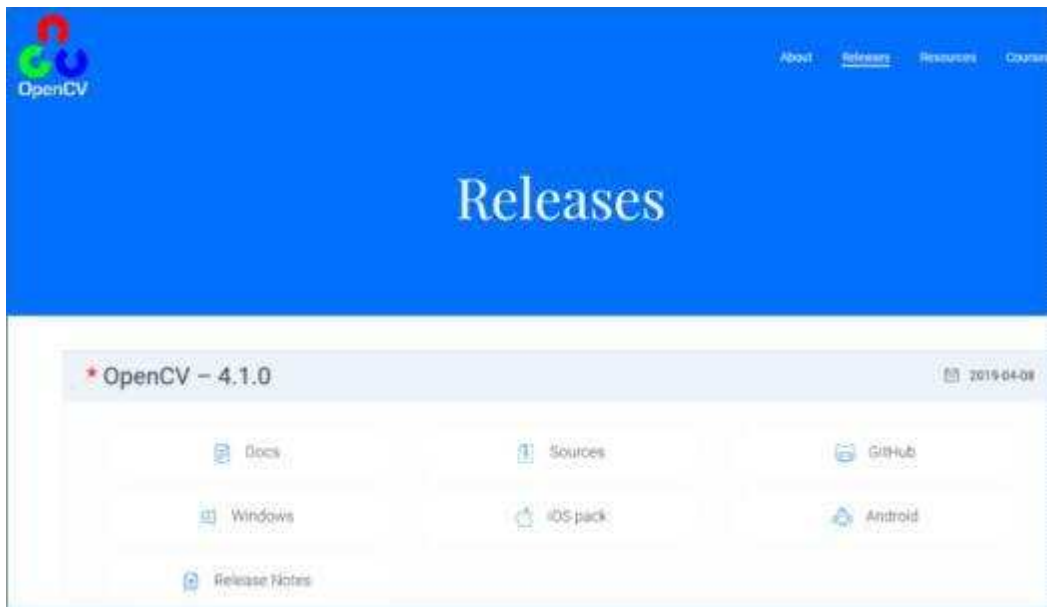 OpenCV
About Releases Resources Courses
Releases
* OpenCV – 4.1.0 2019-04-08
Docs Sources GitHub
Windows iOS pack Android
Release Notes